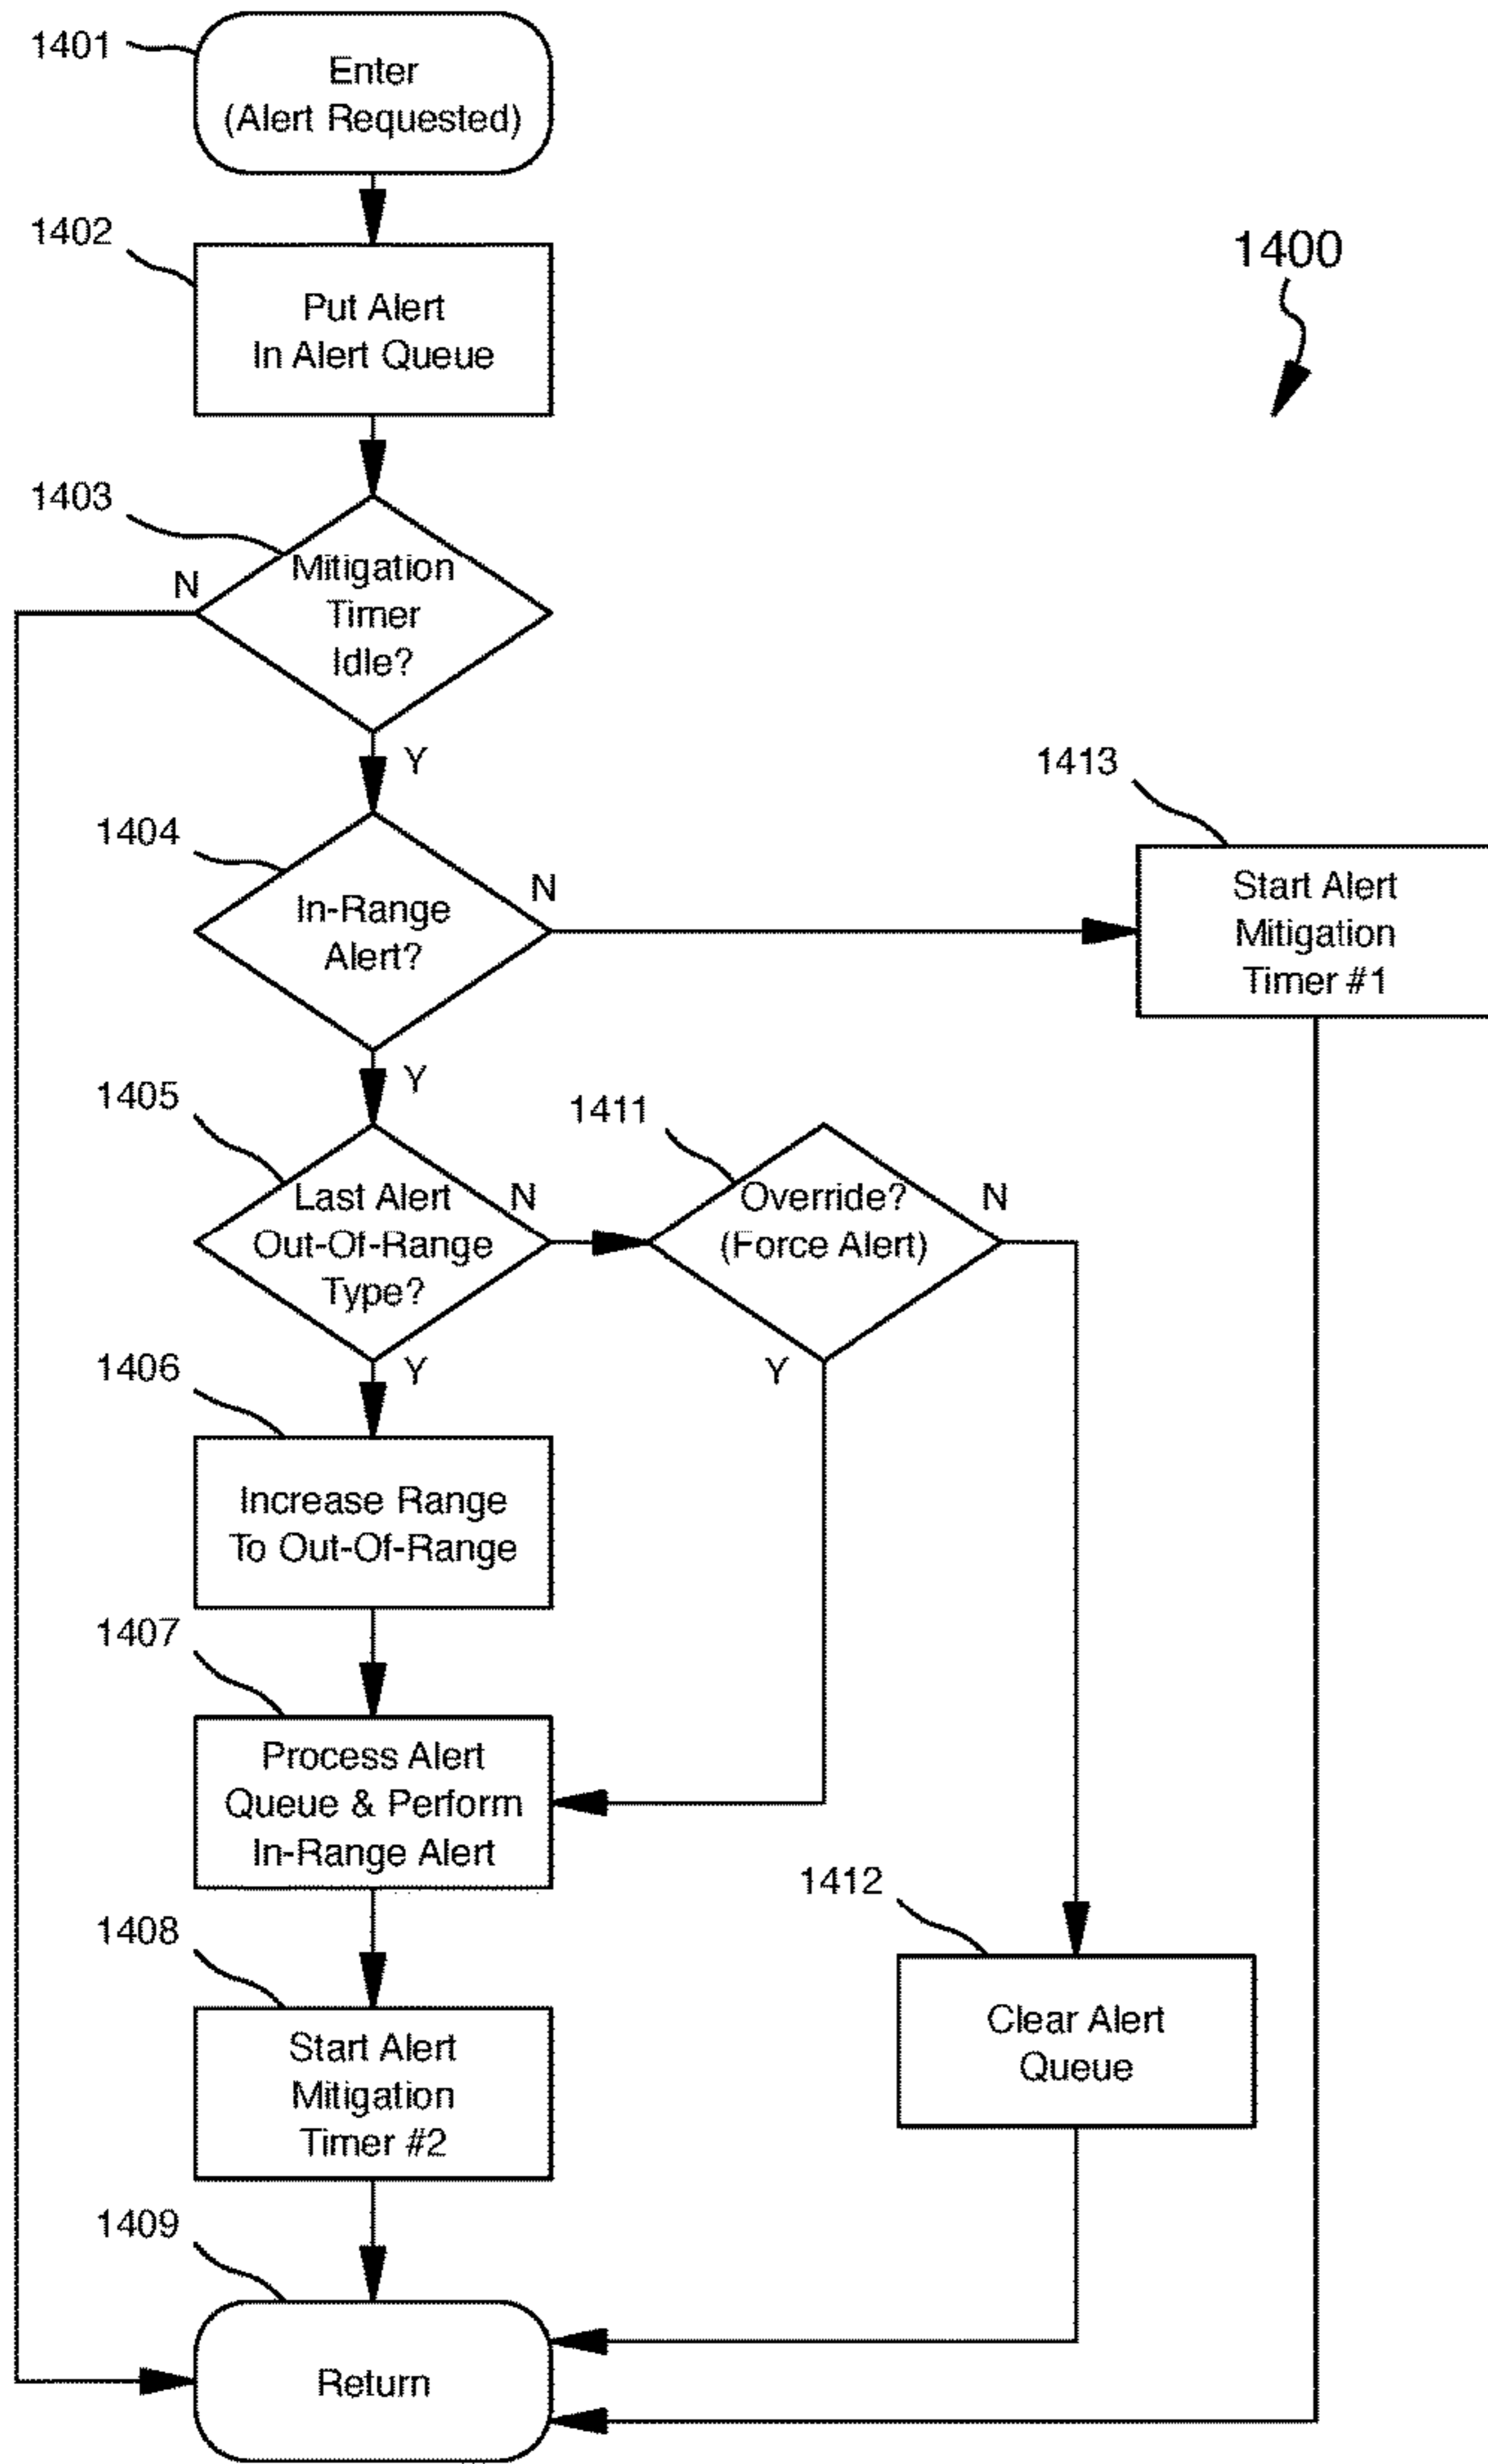 1401
Enter
(Alert Requested)
1402
Put Alert
In Alert Queue
1400
1403
N
Mitigation
Timer
Idle?
Y
1404
In-Range
Alert?
N
1413
Start Alert
Mitigation
Timer #1
Y
1405
Last Alert
Out-Of-Range
Type?
N
1411
Override?
(Force Alert)
N
Y
Y
1406
Increase Range
To Out-Of-Range
1407
Process Alert
Queue & Perform
In-Range Alert
1408
Start Alert
Mitigation
Timer #2
1412
Clear Alert
Queue
1409
Return